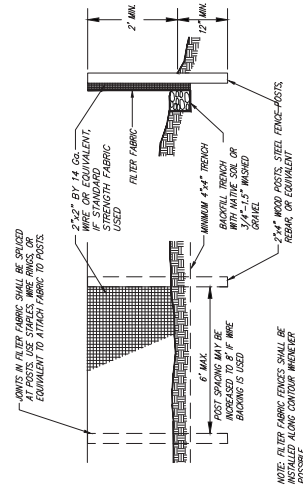 JOINTS IN FILTER FABRIC SHALL BE SPLICED
AT POSTS. USE STAPLES, WIRE RINGS, OR
EQUIVALENT TO ATTACH FABRIC TO POSTS.
2"x2" BY 14 Ga.
WIRE OR EQUIVALENT,
IF STANDARD
STRENGTH FABRIC
USED
FILTER FABRIC
2' MIN.
12" MIN.
6' MAX.
POST SPACING MAY BE
INCREASED TO 8' IF WIRE
BACKING IS USED
MINIMUM 4"x4" TRENCH
BACKFILL TRENCH
WITH NATIVE SOIL OR
3/4"-1.5" WASHED
GRAVEL
2"x4" WOOD POSTS, STEEL FENCE-POSTS,
REBAR, OR EQUIVALENT
NOTE: FILTER FABRIC FENCES SHALL BE
INSTALLED ALONG CONTOUR WHENEVER
POSSIBLE